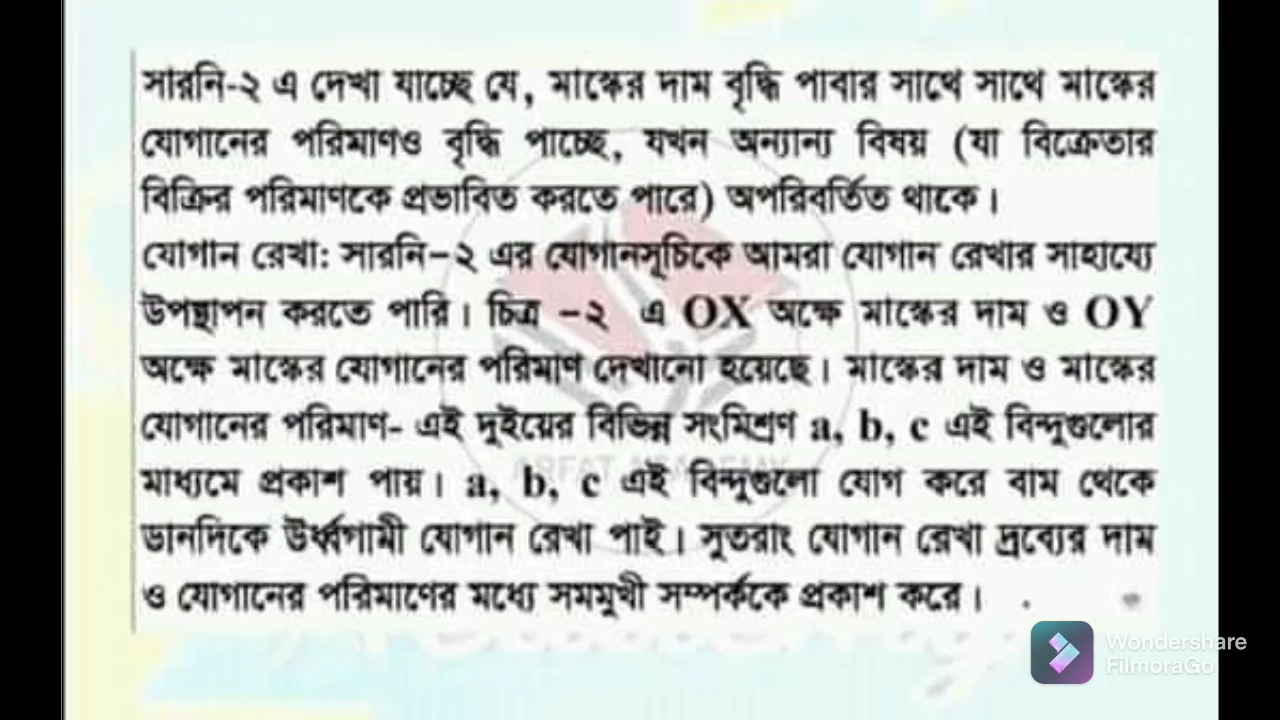 সারনি-২ এ দেখা যাচ্ছে যে, মাস্কের দাম বৃদ্ধি পাবার সাথে সাথে মাস্কের
যোগানের পরিমাণও বৃদ্ধি পাচ্ছে, যখন অন্যান্য বিষয় (যা বিক্রেতার
বিক্রির পরিমাণকে প্রভাবিত করতে পারে) অপরিবর্তিত থাকে।
যোগান রেখা: সারনি–২ এর যোগানসূচিকে আমরা যোগান রেখার সাহায্যে
উপস্থাপন করতে পারি। চিত্র –২ এ OX অক্ষে মাস্কের দাম ও OY
অক্ষে মাস্কের যোগানের পরিমাণ দেখানো হয়েছে। মাস্কের দাম ও মাস্কের
যোগানের পরিমাণ- এই দুইয়ের বিভিন্ন সংমিশ্রণ a, b, c এই বিন্দুগুলোর
মাধ্যমে প্রকাশ পায়। a, b, c এই বিন্দুগুলো যোগ করে বাম থেকে
ডানদিকে উর্ধ্বগামী যোগান রেখা পাই। সুতরাং যোগান রেখা দ্রব্যের দাম
ও যোগানের পরিমাণের মধ্যে সমমুখী সম্পর্ককে প্রকাশ করে।
ARFAT ACADEMY
Wondershare
FilmoraGo